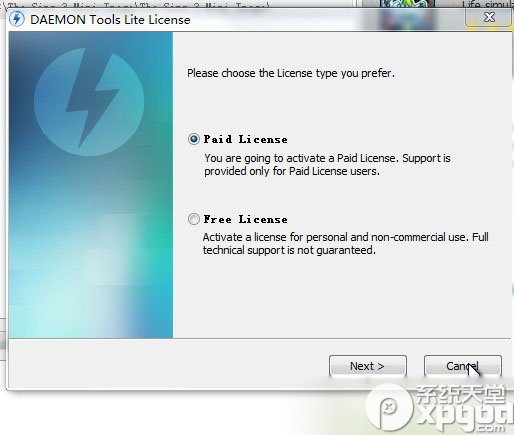 DAEMON Tools Lite License
Please choose the License type you prefer.
Paid License
You are going to activate a Paid License. Support is
provided only for Paid License users.
Free License
Activate a license for personal and non-commercial use. Full
technical support is not guaranteed.
Next >
Cancel
系统天堂